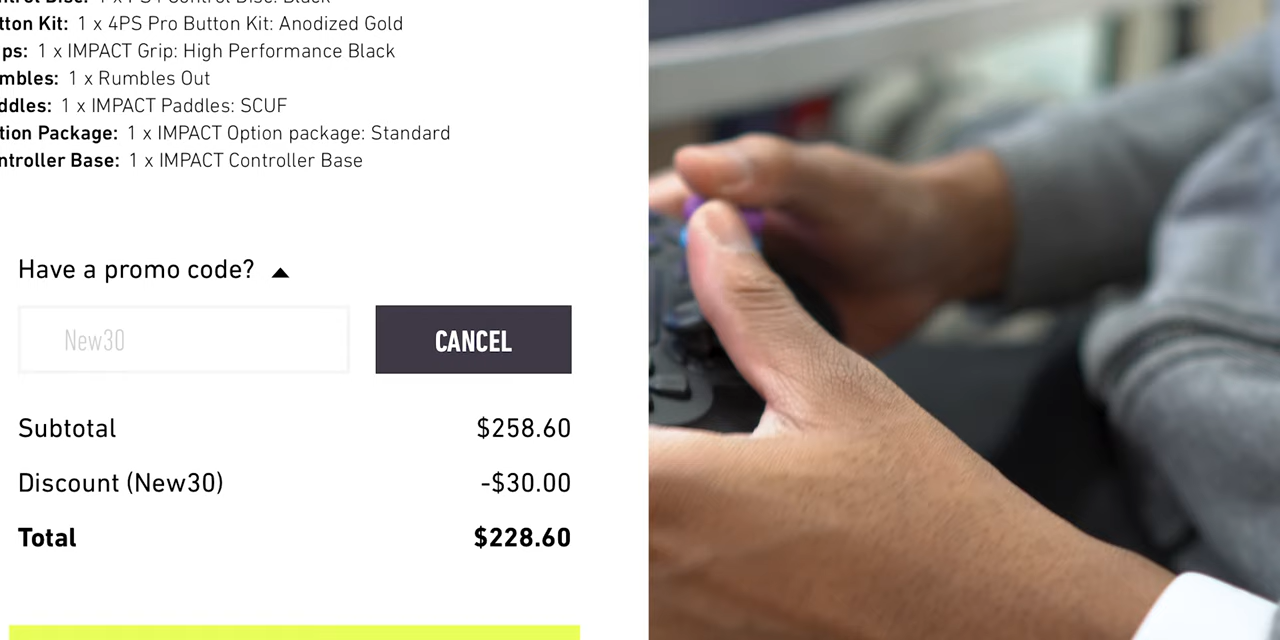 tton Kit: 1 x 4PS Pro Button Kit: Anodized Gold
ps: 1 x IMPACT Grip: High Performance Black
mbles: 1 x Rumbles Out
ddles: 1 x IMPACT Paddles: SCUF
tion Package: 1 x IMPACT Option package: Standard
ntroller Base: 1 x IMPACT Controller Base
Have a promo code?
New30
CANCEL
Subtotal $258.60
Discount (New30) -$30.00
Total $228.60